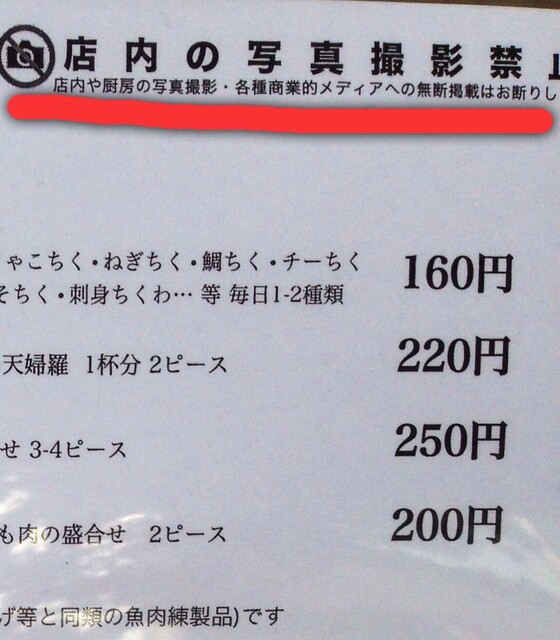 店内の写真撮影禁
店内や厨房の写真撮影・各種商業的メディアへの無断掲載はお断りし
ゃこちく・ねぎちく・鯛ちく・チーちく
そちく・刺身ちくわ… 等 毎日1-2種類
160円
天婦羅 1杯分 2ピース
220円
せ 3-4ピース
250円
も肉の盛合せ 2ピース
200円
げ等と同類の魚肉練製品)です